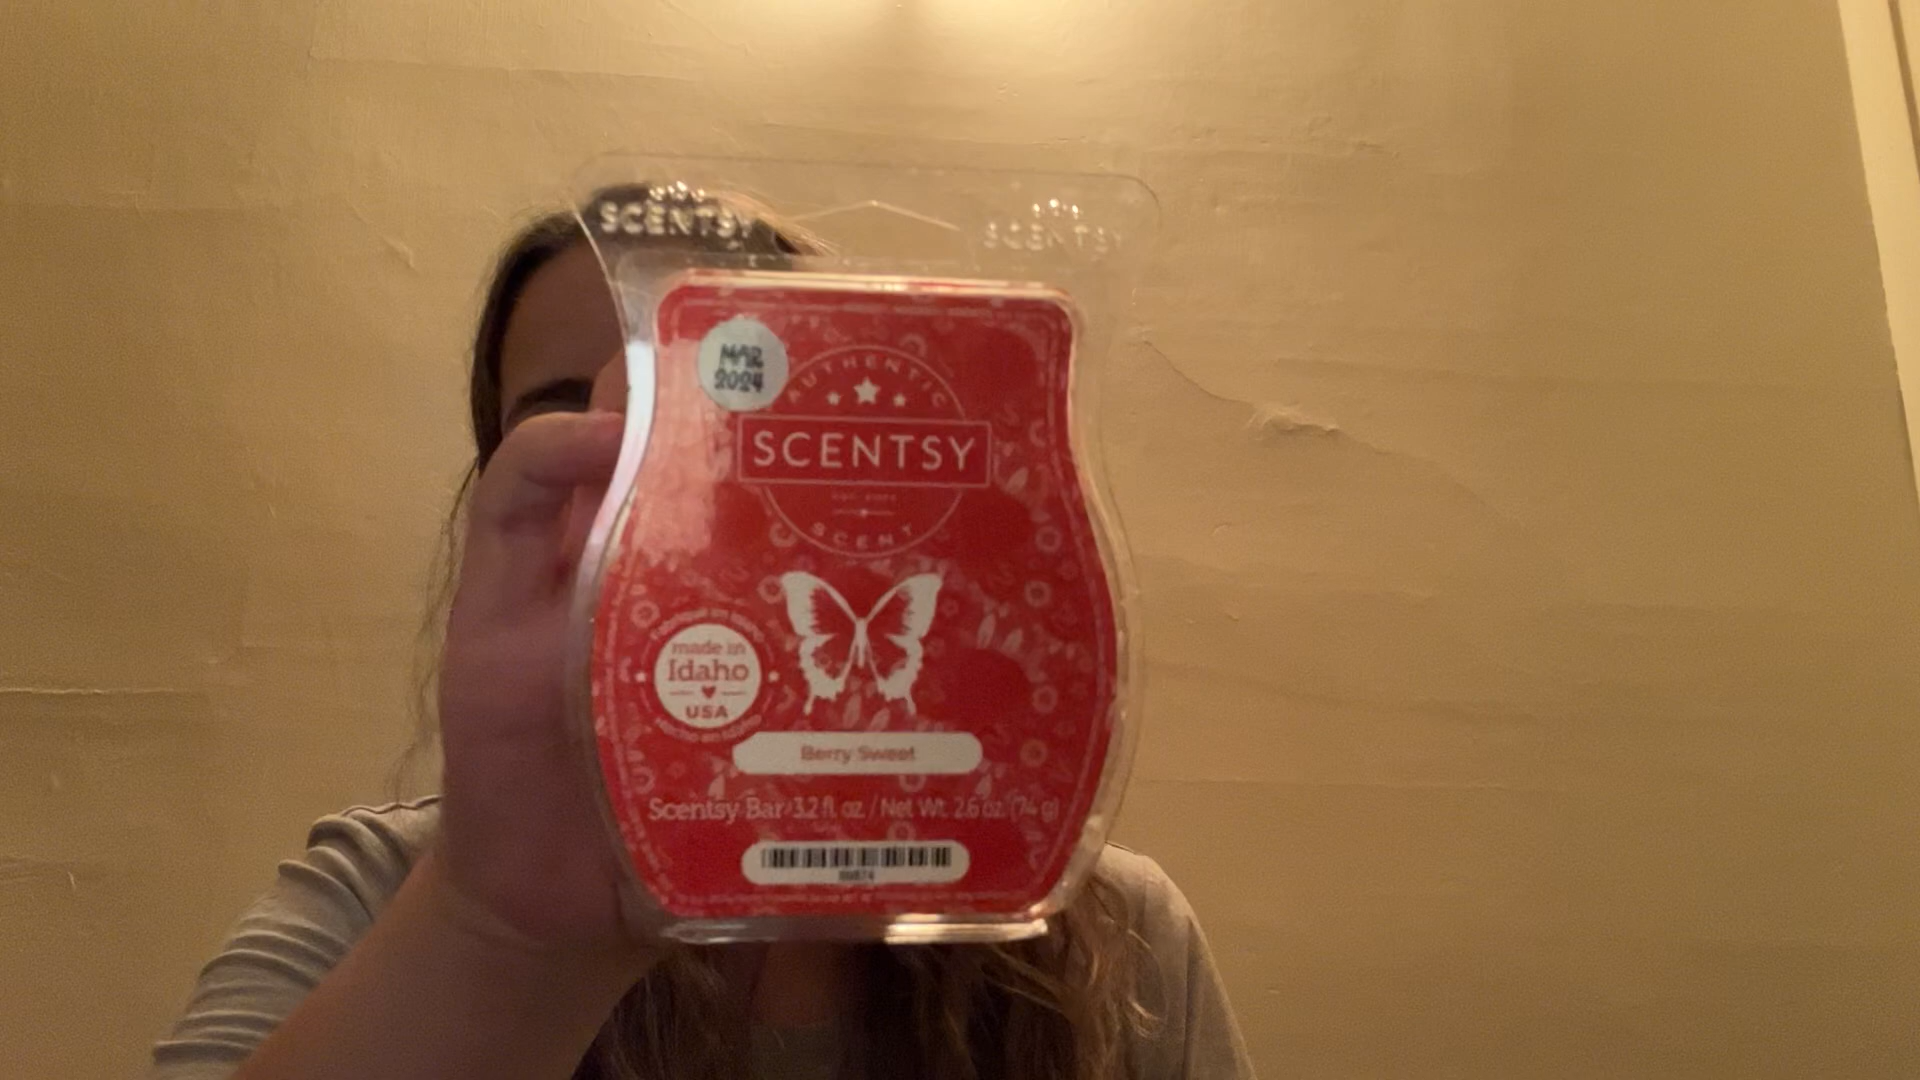 SCENTSY
SCENTSY
MAR
2024
AUTHENTIC
SCENTSY
SCENT
made in
Idaho
USA
Berry Sweet
Scentsy Bar 3.2 fl oz / Net Wt. 2.6 oz. (74 g)